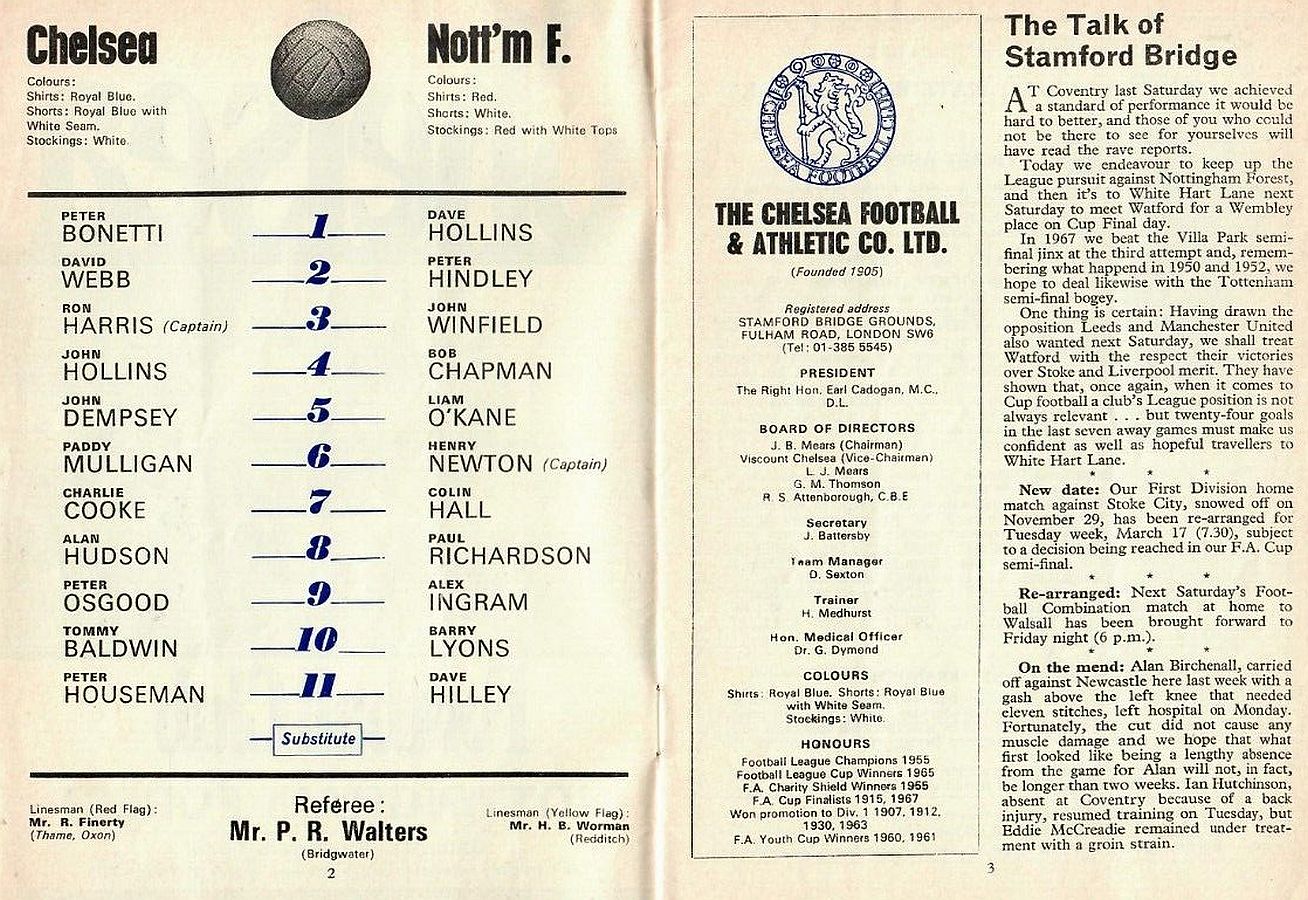 Chelsea
Colours:
Shirts: Royal Blue.
Shorts: Royal Blue with
White Seam.
Stockings: White.
Nott'm F.
Colours:
Shirts: Red.
Shorts: White.
Stockings: Red with White Tops
PETER
BONETTI
1
DAVE
HOLLINS
DAVID
WEBB
2
PETER
HINDLEY
RON
HARRIS (Captain)
3
JOHN
WINFIELD
JOHN
HOLLINS
4
BOB
CHAPMAN
JOHN
DEMPSEY
5
LIAM
O'KANE
PADDY
MULLIGAN
6
HENRY
NEWTON (Captain)
CHARLIE
COOKE
7
COLIN
HALL
ALAN
HUDSON
8
PAUL
RICHARDSON
PETER
OSGOOD
9
ALEX
INGRAM
TOMMY
BALDWIN
10
BARRY
LYONS
PETER
HOUSEMAN
11
DAVE
HILLEY
Substitute
Linesman (Red Flag):
Mr. R. Finerty
(Thame, Oxon)
Referee:
Mr. P. R. Walters
(Bridgwater)
Linesman (Yellow Flag):
Mr. H. B. Worman
(Redditch)
2
CHELSEA FOOTBALL
THE CHELSEA FOOTBALL
& ATHLETIC CO. LTD.
(Founded 1905)
Registered address
STAMFORD BRIDGE GROUNDS,
FULHAM ROAD, LONDON SW6
(Tel: 01-385 5545)
PRESIDENT
The Right Hon. Earl Cadogan, M.C.,
D.L.
BOARD OF DIRECTORS
J. B. Mears (Chairman)
Viscount Chelsea (Vice-Chairman)
L. J. Mears
G. M. Thomson
R. S. Attenborough, C.B.E
Secretary
J. Battersby
Team Manager
D. Sexton
Trainer
H. Medhurst
Hon. Medical Officer
Dr. G. Dymond
COLOURS
Shirts: Royal Blue. Shorts: Royal Blue
with White Seam.
Stockings: White.
HONOURS
Football League Champions 1955
Football League Cup Winners 1965
F.A. Charity Shield Winners 1955
F.A. Cup Finalists 1915, 1967
Won promotion to Div. 1 1907, 1912,
1930, 1963
F.A. Youth Cup Winners 1960, 1961
The Talk of
Stamford Bridge
AT Coventry last Saturday we achieved
a standard of performance it would be
hard to better, and those of you who could
not be there to see for yourselves will
have read the rave reports.
Today we endeavour to keep up the
League pursuit against Nottingham Forest,
and then it's to White Hart Lane next
Saturday to meet Watford for a Wembley
place on Cup Final day.
In 1967 we beat the Villa Park semi-
final jinx at the third attempt and, remem-
bering what happend in 1950 and 1952, we
hope to deal likewise with the Tottenham
semi-final bogey.
One thing is certain: Having drawn the
opposition Leeds and Manchester United
also wanted next Saturday, we shall treat
Watford with the respect their victories
over Stoke and Liverpool merit. They have
shown that, once again, when it comes to
Cup football a club's League position is not
always relevant . . . but twenty-four goals
in the last seven away games must make us
confident as well as hopeful travellers to
White Hart Lane.
* * *
New date: Our First Division home
match against Stoke City, snowed off on
November 29, has been re-arranged for
Tuesday week, March 17 (7.30), subject
to a decision being reached in our F.A. Cup
semi-final.
* * *
Re-arranged: Next Saturday's Foot-
ball Combination match at home to
Walsall has been brought forward to
Friday night (6 p.m.).
* * *
On the mend: Alan Birchenall, carried
off against Newcastle here last week with a
gash above the left knee that needed
eleven stitches, left hospital on Monday.
Fortunately, the cut did not cause any
muscle damage and we hope that what
first looked like being a lengthy absence
from the game for Alan will not, in fact,
be longer than two weeks. Ian Hutchinson,
absent at Coventry because of a back
injury, resumed training on Tuesday, but
Eddie McCreadie remained under treat-
ment with a groin strain.
3